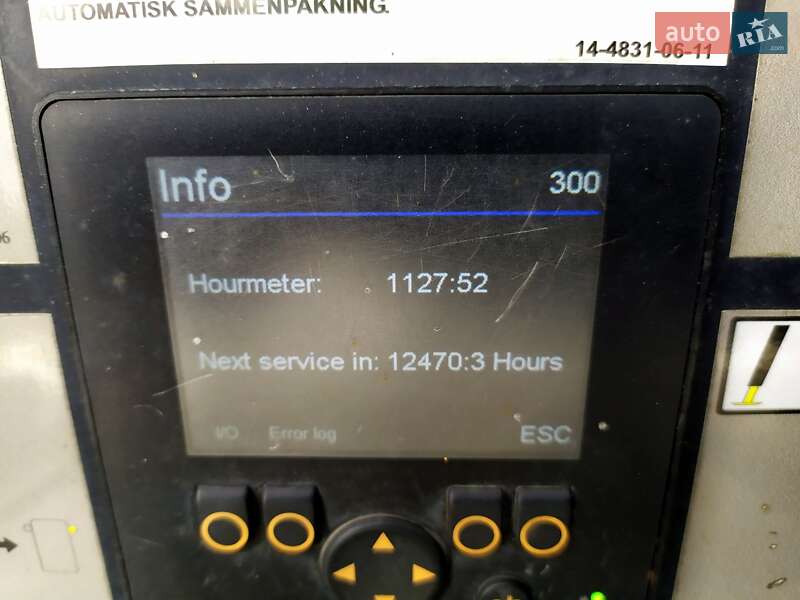 AUTOMATISK SAMMENPAKNING.
auto RIA .com
14-4831-06-11
Info 300
Hourmeter: 1127:52
Next service in: 12470:3 Hours
I/O Error log ESC